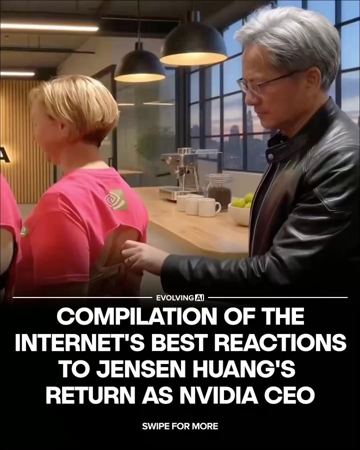 A
EVOLVING AI
COMPILATION OF THE
INTERNET'S BEST REACTIONS
TO JENSEN HUANG'S
RETURN AS NVIDIA CEO
SWIPE FOR MORE